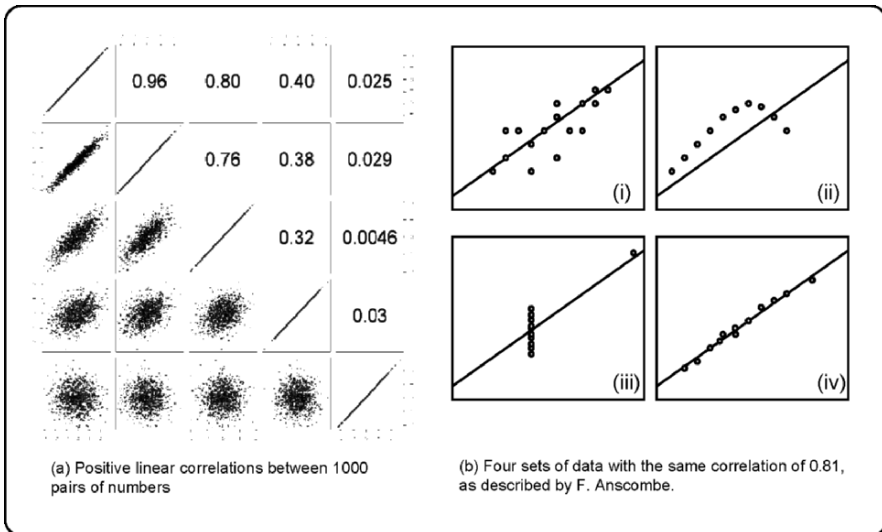 0.96 0.80 0.40 0.025
0.76 0.38 0.029
0.32 0.0046
0.03
(i)
(ii)
(iii)
(iv)
(a) Positive linear correlations between 1000
pairs of numbers
(b) Four sets of data with the same correlation of 0.81,
as described by F. Anscombe.